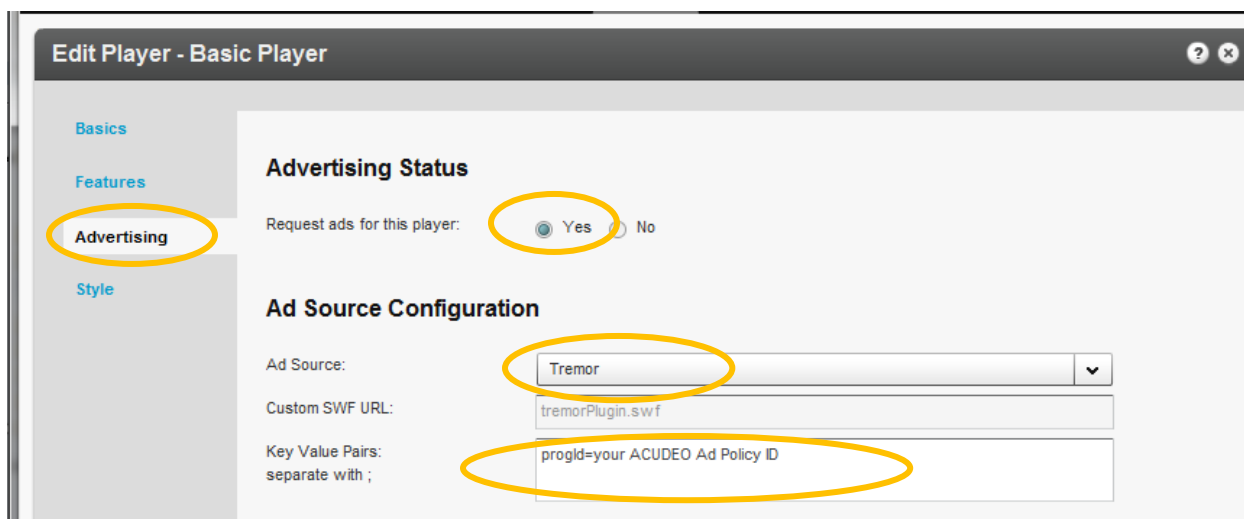 Edit Player - Basic Player
Basics
Features
Advertising
Style
Advertising Status
Request ads for this player: Yes No
Ad Source Configuration
Ad Source: Tremor
Custom SWF URL: tremorPlugin.swf
Key Value Pairs: progId=your ACUDEO Ad Policy ID
separate with ;